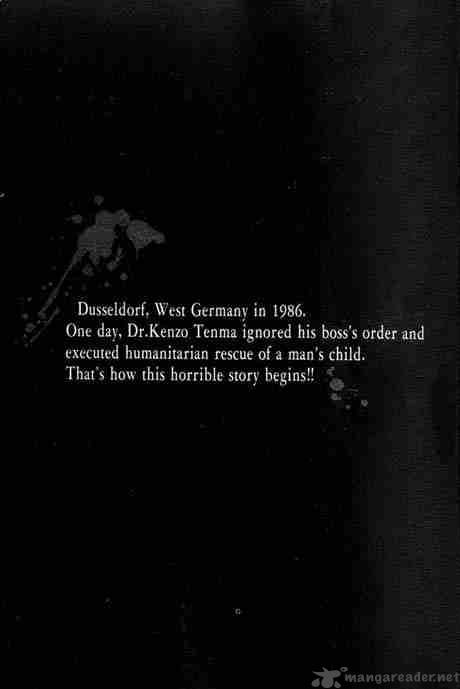 Dusseldorf, West Germany in 1986.
One day, Dr.Kenzo Tenma ignored his boss's order and
executed humanitarian rescue of a man's child.
That's how this horrible story begins!!
mangareader.net